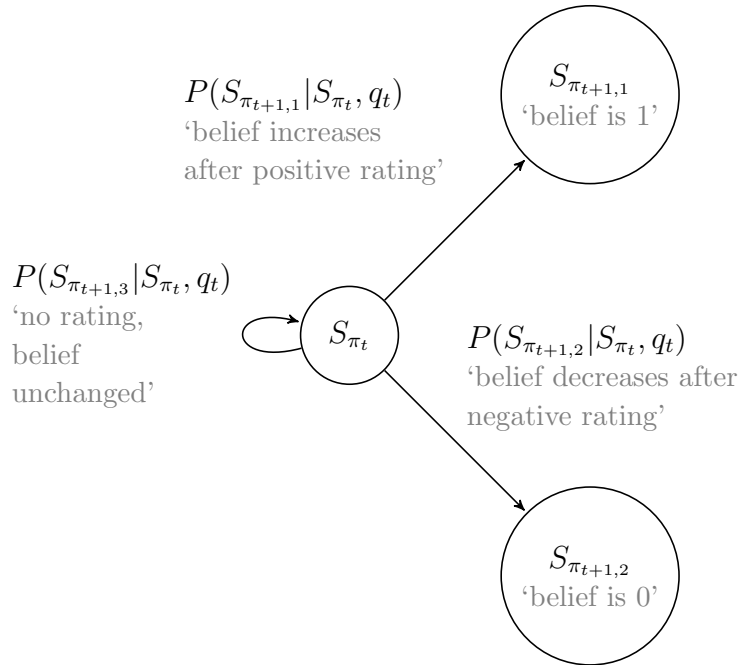 P(S_{π_{t+1,1}}|S_{π_t}, q_t)
‘belief increases
after positive rating’
S_{π_{t+1,1}}
‘belief is 1’
P(S_{π_{t+1,3}}|S_{π_t}, q_t)
‘no rating,
belief
unchanged’
S_{π_t}
P(S_{π_{t+1,2}}|S_{π_t}, q_t)
‘belief decreases after
negative rating’
S_{π_{t+1,2}}
‘belief is 0’